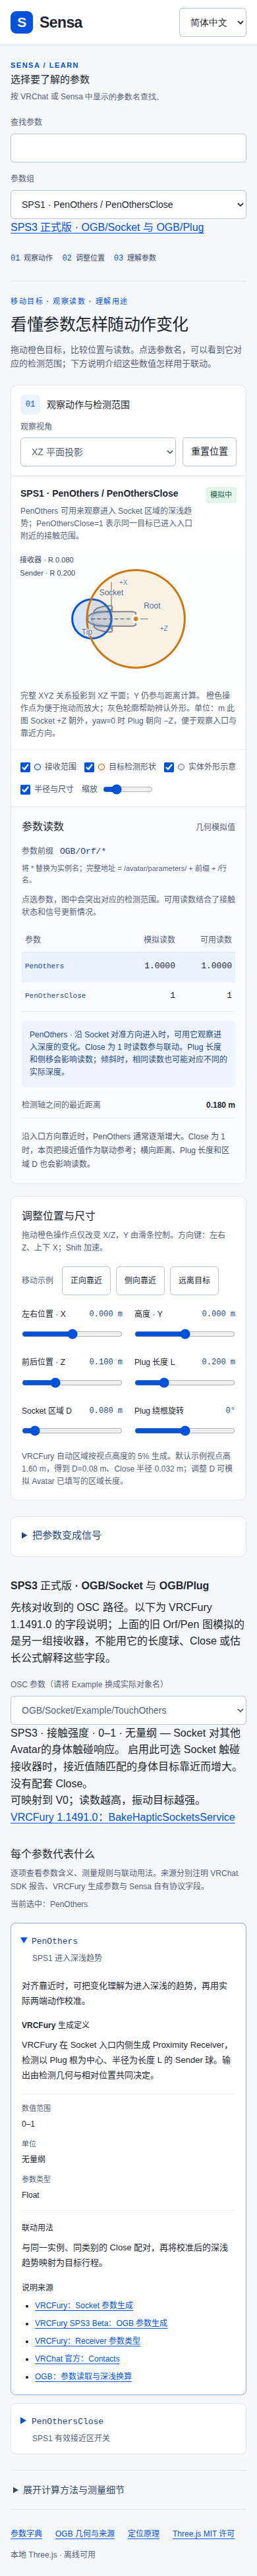 S Sensa
简体中文
SENSA / LEARN
选择要了解的参数
按 VRChat 或 Sensa 中显示的参数名查找。
查找参数
参数组
SPS1 · PenOthers / PenOthersClose
SPS3 正式版 · OGB/Socket 与 OGB/Plug
01 观察动作 02 调整位置 03 理解参数
移动目标 · 观察读数 · 理解用途
看懂参数怎样随动作变化
拖动橙色目标，比较位置与读数。点选参数名，可以看到它对
应的检测范围；下方说明介绍这些数值怎样用于联动。
01 观察动作与检测范围
观察视角
XZ 平面投影
重置位置
SPS1 · PenOthers / PenOthersClose
模拟中
PenOthers 可用来观察进入 Socket 区域的浅深趋
势；PenOthersClose=1 表示同一目标已进入入口
附近的接触范围。
接收器 · R 0.080
Sender · R 0.200
+X
Socket
Root
Tip
+Z
完整 XYZ 关系投影到 XZ 平面；Y 仍参与距离计算。 橙色操
作点为便于拖动而放大；灰色轮廓帮助辨认外形。单位：m 此
图 Socket +Z 朝外，yaw=0 时 Plug 朝向 −Z，便于观察入口与
靠近方向。
接收范围 目标检测形状 实体外形示意
半径与尺寸 缩放
参数读数
几何模拟值
参数前缀 OGB/Orf/*
将 * 替换为实例名；完整地址 = /avatar/parameters/ + 前缀 + /行
名。
点选参数，图中会突出对应的检测范围。可用读数结合了接触
状态和信号更新情况。
参数 模拟读数 可用读数
PenOthers 1.0000 1.0000
PenOthersClose 1 1
PenOthers · 沿 Socket 对准方向进入时，可用它观察进
入深度的变化。Close 为 1 时读数参与联动。Plug 长度
和侧移会影响读数；倾斜时，相同读数也可能对应不同的
实际深度。
检测轴之间的最近距离 0.180 m
沿入口方向靠近时，PenOthers 通常逐渐增大。Close 为 1
时，本页把接近值作为联动参考；横向距离、Plug 长度和区
域 D 也会影响读数。
调整位置与尺寸
拖动橙色操作点仅改变 X/Z，Y 由滑条控制。方向键：左右
Z、上下 X；Shift 加速。
移动示例 正向靠近 侧向靠近 远离目标
左右位置 · X 0.000 m
高度 · Y 0.000 m
前后位置 · Z 0.100 m
Plug 长度 L 0.200 m
Socket 区域 D 0.080 m
Plug 绕根旋转 0°
VRCFury 自动区域按视点高度的 5% 生成。默认示例视点高
1.60 m，得到 D=0.08 m、Close 半径 0.032 m；调整 D 可模
拟 Avatar 已填写的区域长度。
把参数变成信号
SPS3 正式版 · OGB/Socket 与 OGB/Plug
先核对收到的 OSC 路径。以下为 VRCFury
1.1491.0 的字段说明；上面的旧 Orf/Pen 图模拟的
是另一组接收器，不能用它的长度球、Close 或估
长公式解释这些字段。
OSC 参数（请将 Example 换成实际对象名）
OGB/Socket/Example/TouchOthers
SPS3 · 接触强度 · 0–1 · 无量纲 — Socket 对其他
Avatar的身体触碰响应。 启用此可选 Socket 触碰
接收器时，接近值随匹配的身体目标靠近而增大。
没有配套 Close。
可映射到 V0；读数越高，振动目标越强。
VRCFury 1.1491.0：BakeHapticSocketsService
每个参数代表什么
逐项查看参数含义、测量规则与联动用法。来源分别注明 VRChat
SDK 报告、VRCFury 生成参数与 Sensa 自有协议字段。
当前选中：PenOthers
PenOthers
SPS1 进入深浅趋势
对齐靠近时，可把变化理解为进入深浅的趋势，再用实
际两端动作校准。
VRCFury 生成定义
VRCFury 在 Socket 入口内侧生成 Proximity Receiver，
检测以 Plug 根为中心、半径为长度 L 的 Sender 球。输
出由检测几何与相对位置共同决定。
数值范围
0–1
单位
无量纲
参数类型
Float
联动用法
与同一实例、同类别的 Close 配对，再将校准后的深浅
趋势映射为目标行程。
说明来源
VRCFury：Socket 参数生成
VRCFury SPS3 Beta：OGB 参数生成
VRCFury：Receiver 参数类型
VRChat 官方：Contacts
OGB：参数读取与深浅换算
PenOthersClose
SPS1 有效接近区开关
展开计算方法与测量细节
参数字典 OGB 几何与来源 定位原理 Three.js MIT 许可
本地 Three.js · 离线可用